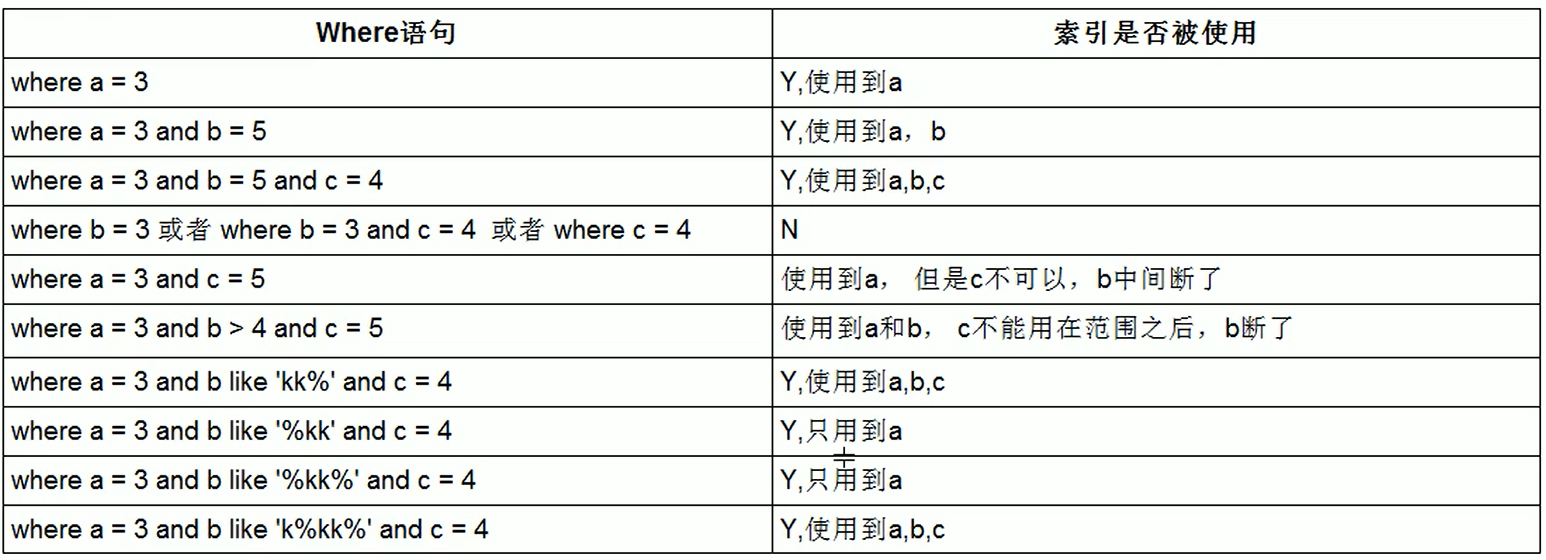 Where语句 索引是否被使用
where a = 3 Y,使用到a
where a = 3 and b = 5 Y,使用到a，b
where a = 3 and b = 5 and c = 4 Y,使用到a,b,c
where b = 3 或者 where b = 3 and c = 4 或者 where c = 4 N
where a = 3 and c = 5 使用到a， 但是c不可以，b中间断了
where a = 3 and b > 4 and c = 5 使用到a和b， c不能用在范围之后，b断了
where a = 3 and b like 'kk%' and c = 4 Y,使用到a,b,c
where a = 3 and b like '%kk' and c = 4 Y,只用到a
where a = 3 and b like '%kk%' and c = 4 Y,只用到a
where a = 3 and b like 'k%kk%' and c = 4 Y,使用到a,b,c